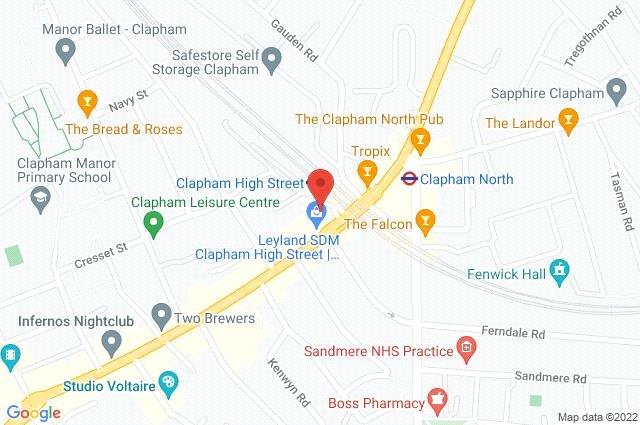 Manor Ballet - Clapham
Gauden Rd
Tregothnan Rd
Safestore Self
Storage Clapham
Navy St
Sapphire Clapham
The Clapham North Pub
The Landor
The Bread & Roses
Tropix
Clapham Manor
Primary School
Clapham High Street
Clapham North
Tasman Rd
Clapham Leisure Centre
The Falcon
Leyland SDM
Clapham High Street |...
Cresset St
Fenwick Hall
Infernos Nightclub
Two Brewers
Ferndale Rd
Sandmere NHS Practice
Kenwyn Rd
Sandmere Rd
Studio Voltaire
Boss Pharmacy
Google
Map data ©2022